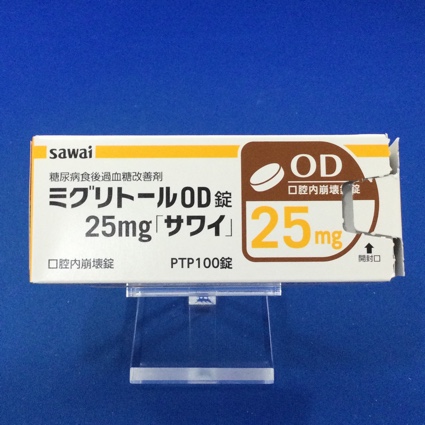 sawai
糖尿病食後過血糖改善剤
ミグリトールOD錠
25mg「サワイ」
口腔内崩壊錠
PTP100錠
OD
口腔内崩壊錠
25mg
開封口